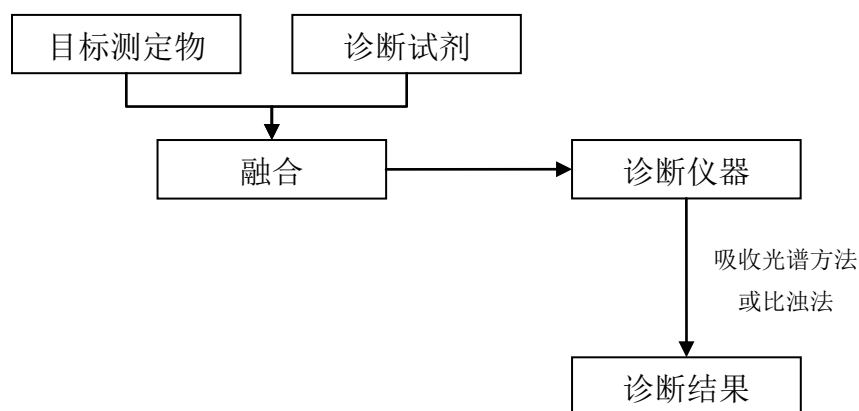 目标测定物
诊断试剂
融合
诊断仪器
吸收光谱方法
或比浊法
诊断结果